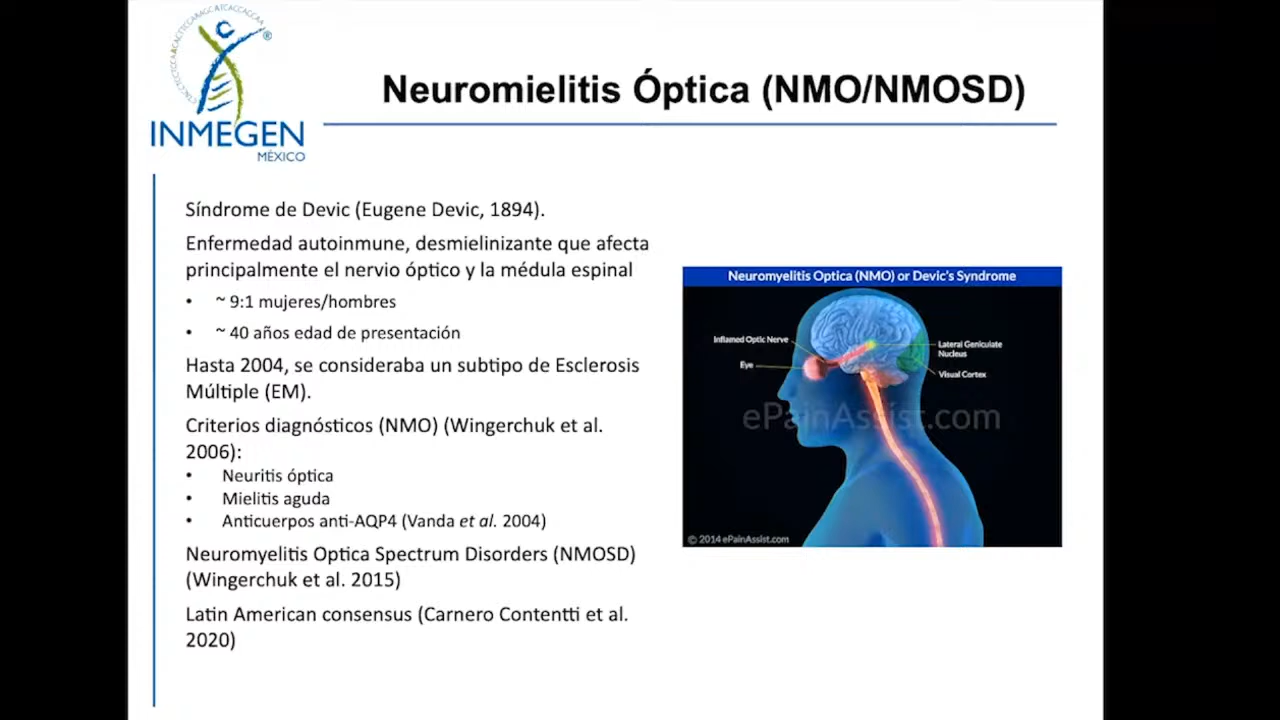 INMEGEN
MÉXICO
®
Neuromielitis Óptica (NMO/NMOSD)
Síndrome de Devic (Eugene Devic, 1894).
Enfermedad autoinmune, desmielinizante que afecta
principalmente el nervio óptico y la médula espinal
• ~ 9:1 mujeres/hombres
• ~ 40 años edad de presentación
Hasta 2004, se consideraba un subtipo de Esclerosis
Múltiple (EM).
Criterios diagnósticos (NMO) (Wingerchuk et al.
2006):
• Neuritis óptica
• Mielitis aguda
• Anticuerpos anti-AQP4 (Vanda et al. 2004)
Neuromyelitis Optica Spectrum Disorders (NMOSD)
(Wingerchuk et al. 2015)
Latin American consensus (Carnero Contentti et al.
2020)
Neuromyelitis Optica (NMO) or Devic's Syndrome
Inflamed Optic Nerve
Eye
Lateral Geniculate
Nucleus
Visual Cortex
ePainAssist.com
© 2014 ePainAssist.com